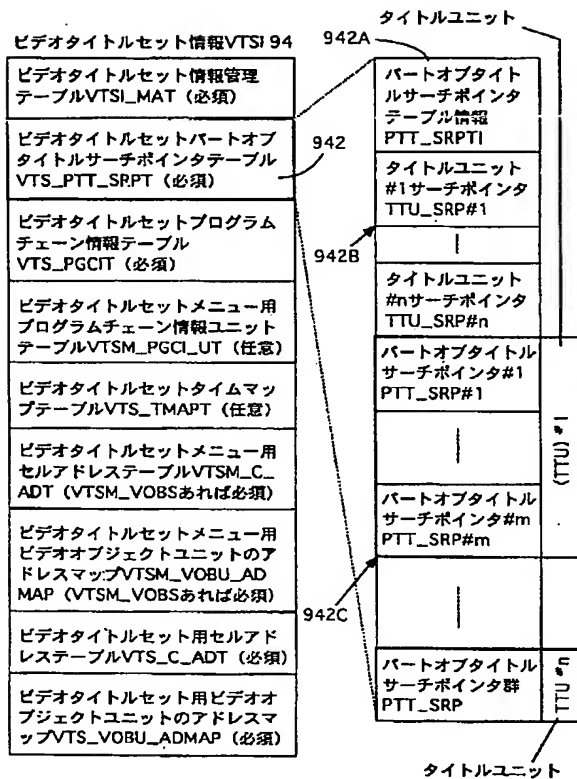 ビデオタイトルセット情報VTSI 94
ビデオタイトルセット情報管理
テーブルVTSI_MAT（必須）
ビデオタイトルセットパートオブ
タイトルサーチポインタテーブル
VTS_PTT_SRPT（必須）
ビデオタイトルセットプログラム
チェーン情報テーブル
VTS_PGCIT（必須）
ビデオタイトルセットメニュー用
プログラムチェーン情報ユニット
テーブルVTSM_PGCI_UT（任意）
ビデオタイトルセットタイムマッ
プテーブルVTS_TMAPT（任意）
ビデオタイトルセットメニュー用
セルアドレステーブルVTSM_C_
ADT（VTSM_VOBSあれば必須）
ビデオタイトルセットメニュー用
ビデオオブジェクトユニットのア
ドレスマップVTSM_VOBU_AD
MAP（VTSM_VOBSあれば必須）
ビデオタイトルセット用セルアド
レステーブルVTS_C_ADT（必須）
ビデオタイトルセット用ビデオオ
ブジェクトユニットのアドレスマ
ップVTS_VOBU_ADMAP（必須）
タイトルユニット
942A
942
パートオブタイト
ルサーチポインタ
テーブル情報
PTT_SRPTI
タイトルユニット
#1サーチポインタ
TTU_SRP#1
942B
タイトルユニット
#nサーチポインタ
TTU_SRP#n
パートオブタイトル
サーチポインタ#1
PTT_SRP#1
(TTU) #1
パートオブタイトル
サーチポインタ#m
PTT_SRP#m
942C
パートオブタイトル
サーチポインタ群
PTT_SRP
TTU #n
タイトルユニット